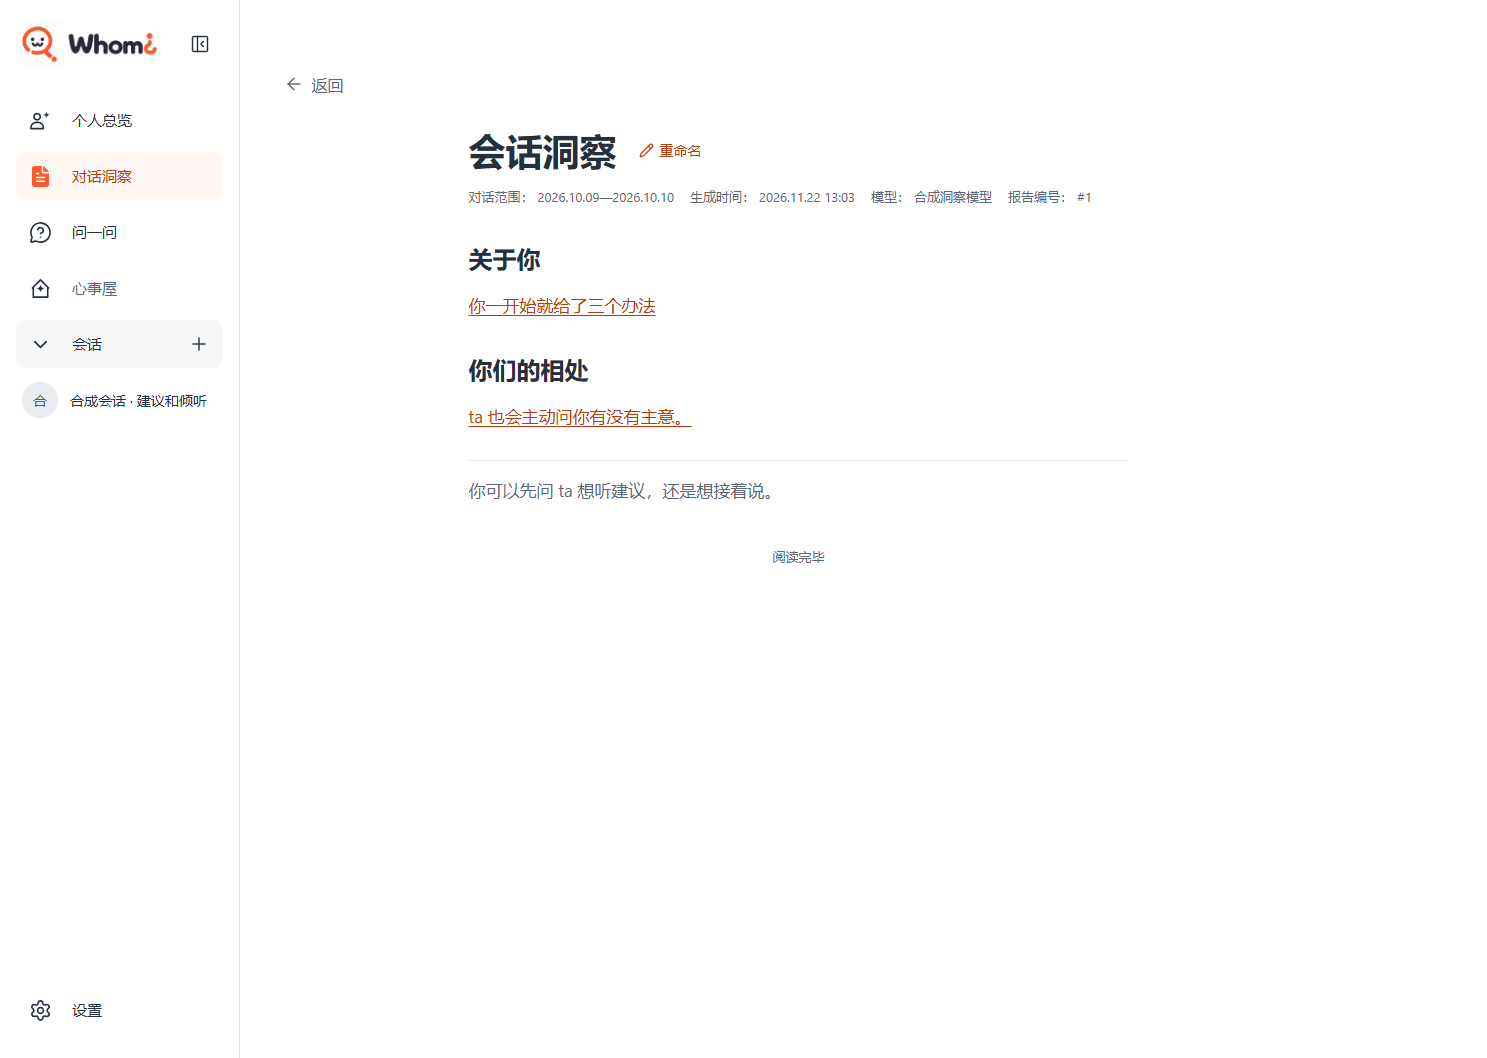 Whomi
个人总览
对话洞察
问一问
心事屋
会话
合 合成会话 · 建议和倾听
设置
返回
会话洞察 重命名
对话范围： 2026.10.09—2026.10.10 生成时间： 2026.11.22 13:03 模型： 合成洞察模型 报告编号： #1
关于你
你一开始就给了三个办法
你们的相处
ta 也会主动问你有没有主意。
你可以先问 ta 想听建议，还是想接着说。
阅读完毕